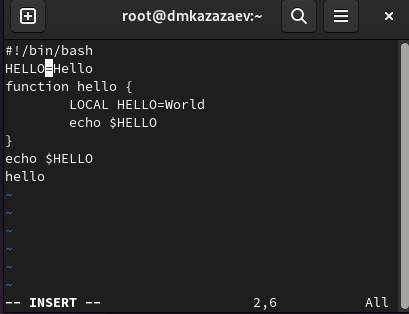 root@dmkazazaev:~
#!/bin/bash
HELLO=Hello
function hello {
        LOCAL HELLO=World
        echo $HELLO
}
echo $HELLO
hello
~
~
~
~
~
~
-- INSERT --                    2,6           All